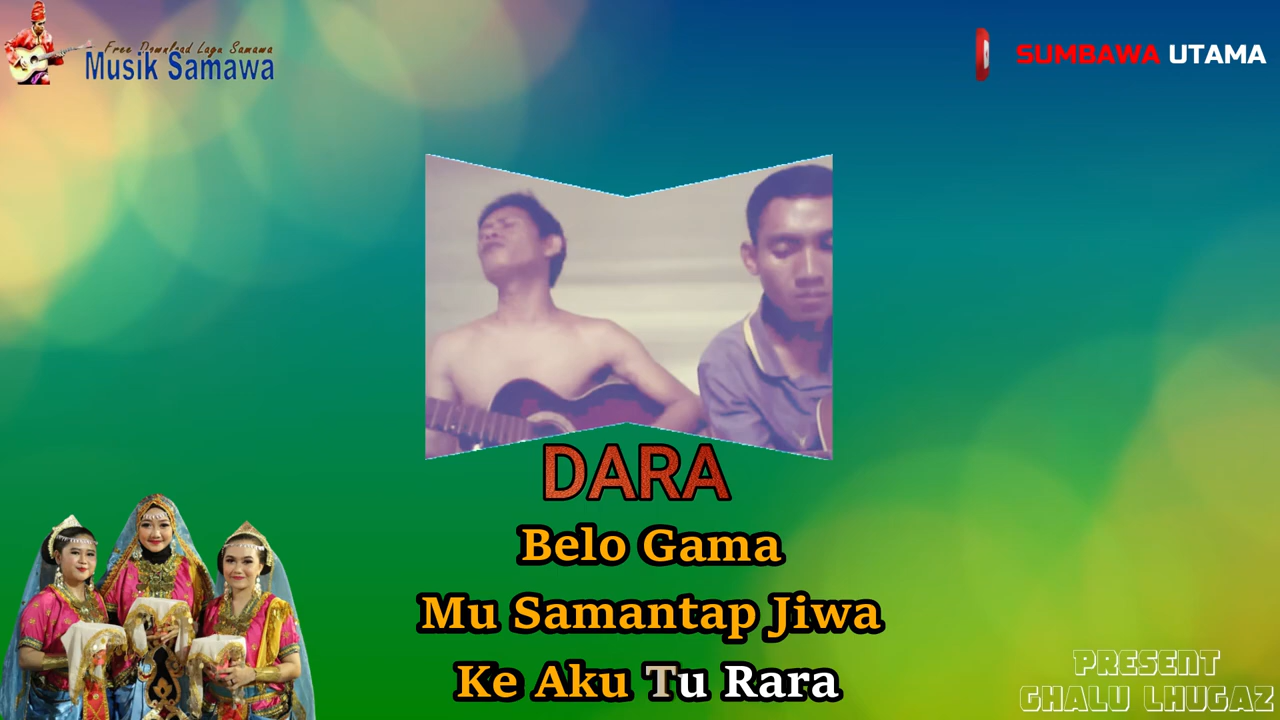 Free Download Lagu Samawa
Musik Samawa
SUMBAWA UTAMA
DARA
Belo Gama
Mu Samantap Jiwa
Ke Aku Tu Rara
PRESENT
GHALU LHUGAZ